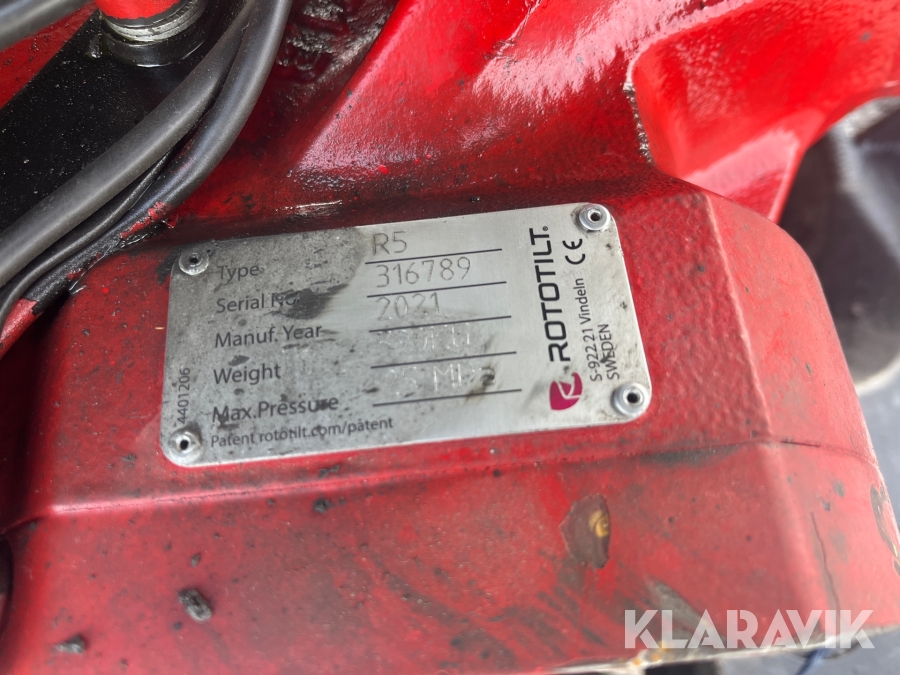 Type R5
Serial No. 316789
Manuf. Year 2021
Weight
Max.Pressure
Patent rototilt.com/patent
4401206
ROTOTILT®
CE
S-922 21 Vindeln
SWEDEN
KLARAVIK